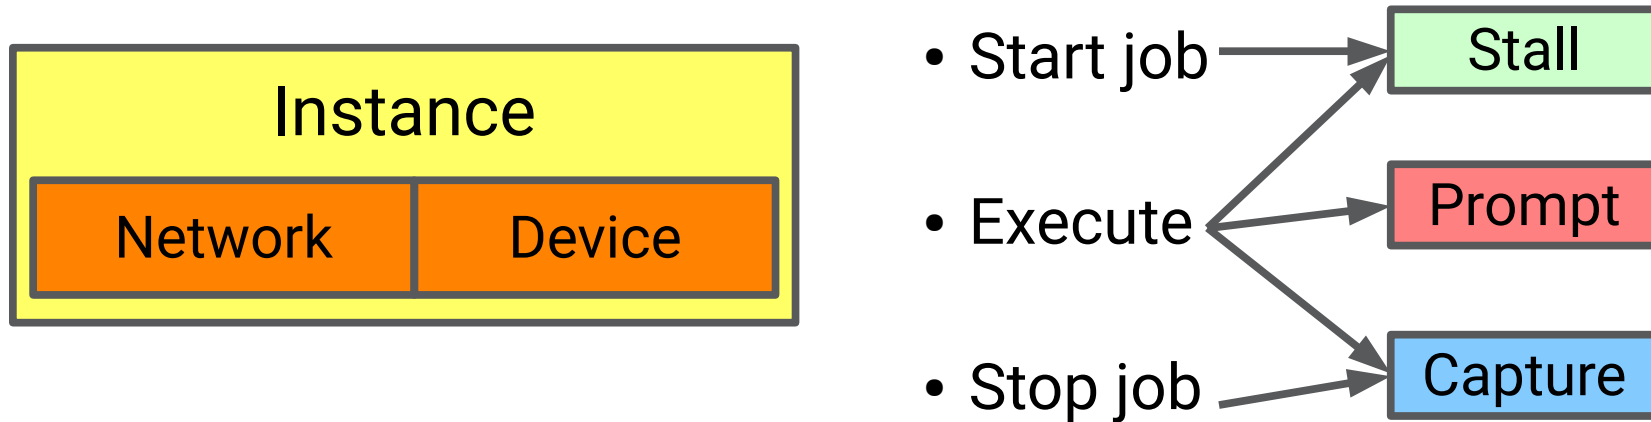 Instance
Network
Device
• Start job
• Execute
• Stop job
Stall
Prompt
Capture